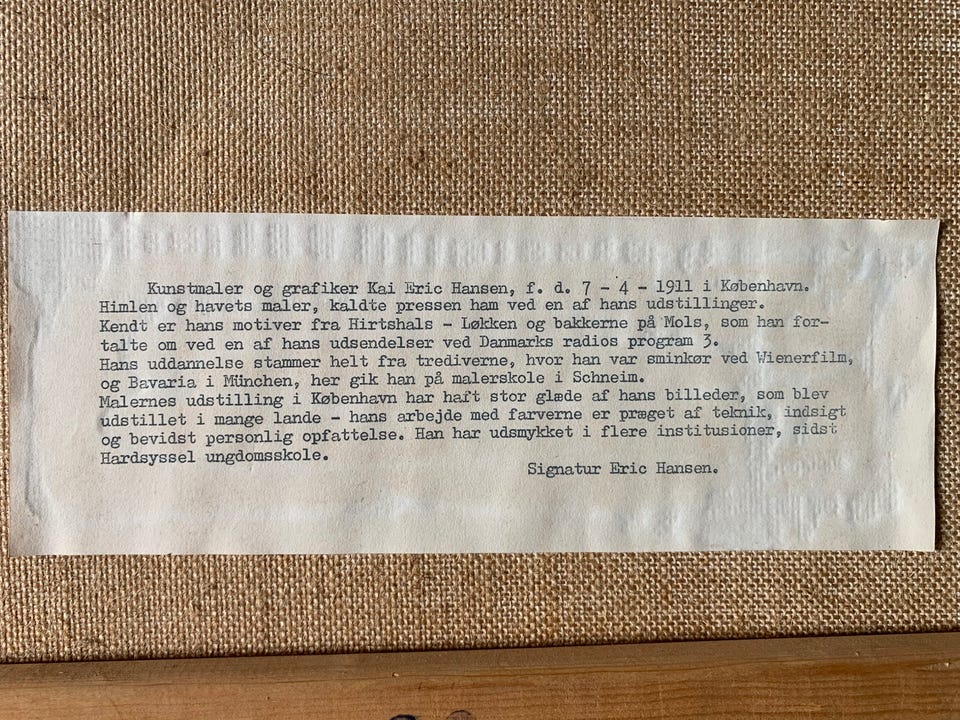 Kunstmaler og grafiker Kai Eric Hansen, f. d. 7 - 4 - 1911 i København.
Himlen og havets maler, kaldte pressen ham ved en af hans udstillinger.
Kendt er hans motiver fra Hirtshals - Løkken og bakkerne på Mols, som han for-
talte om ved en af hans udsendelser ved Danmarks radios program 3.
Hans uddannelse stammer helt fra trediverne, hvor han var sminkør ved Wienerfilm,
og Bavaria i München, her gik han på malerskole i Schneim.
Malernes udstilling i København har haft stor glæde af hans billeder, som blev
udstillet i mange lande - hans arbejde med farverne er præget af teknik, indsigt
og bevidst personlig opfattelse. Han har udsmykket i flere institusioner, sidst
Hardsyssel ungdomsskole.
Signatur Eric Hansen.